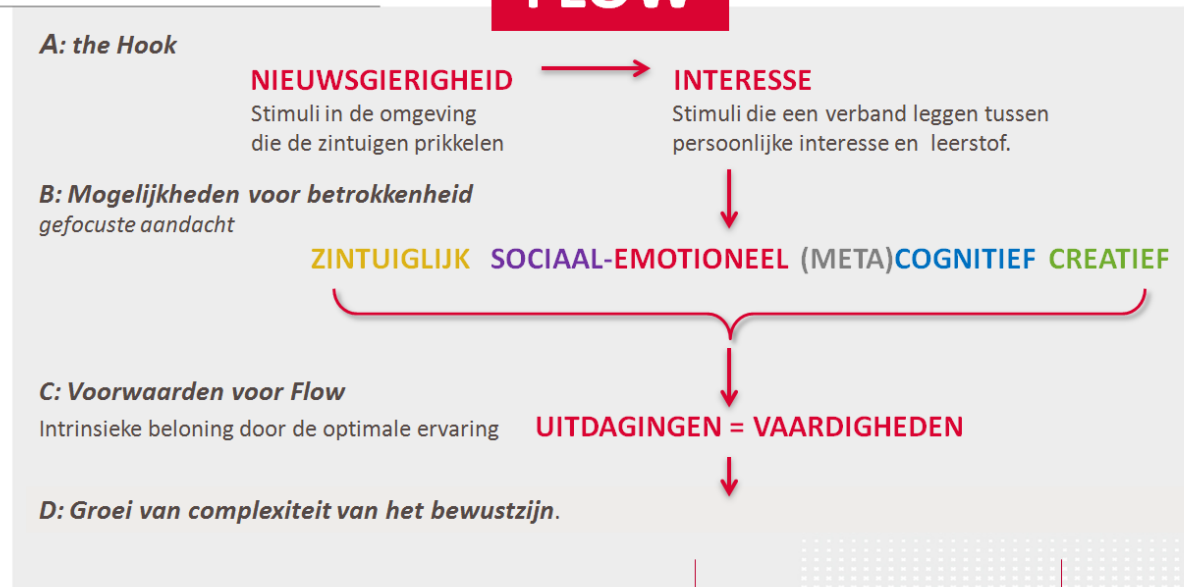 FLOW
A: the Hook
NIEUWSGIERIGHEID INTERESSE
Stimuli in de omgeving Stimuli die een verband leggen tussen
die de zintuigen prikkelen persoonlijke interesse en leerstof.
B: Mogelijkheden voor betrokkenheid
gefocuste aandacht
ZINTUIGLIJK SOCIAAL-EMOTIONEEL (META)COGNITIEF CREATIEF
C: Voorwaarden voor Flow
Intrinsieke beloning door de optimale ervaring UITDAGINGEN = VAARDIGHEDEN
D: Groei van complexiteit van het bewustzijn.